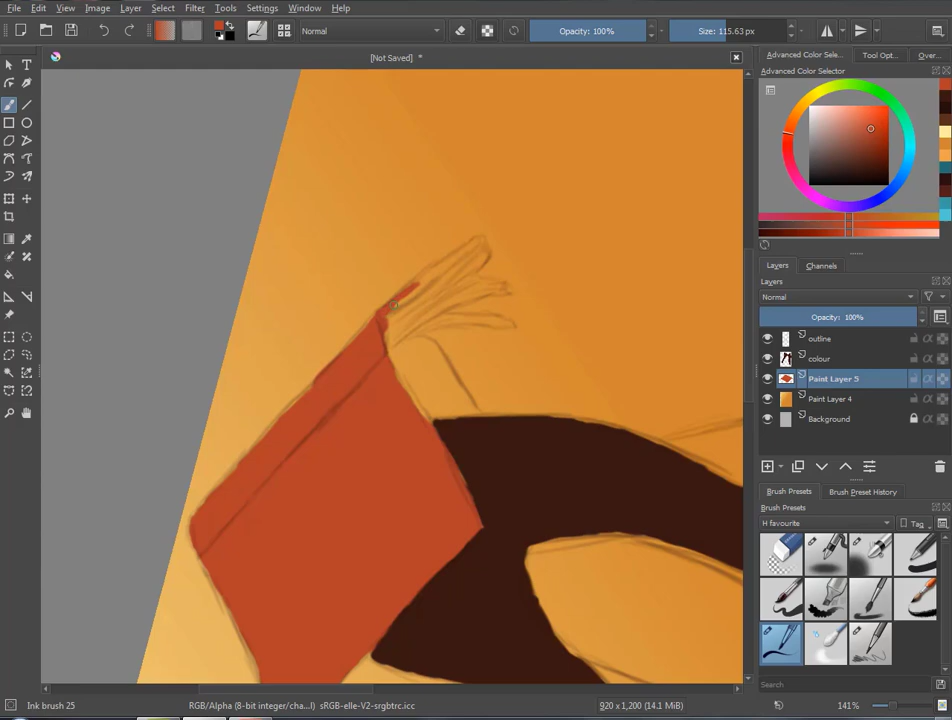 File Edit View Image Layer Select Filter Tools Settings Window Help
Normal Opacity: 100% Size: 115.63 px
[Not Saved] *
Advanced Color Sele... Tool Opt... Over...
Advanced Color Selector
Layers Channels
Layers
Normal
Opacity: 100%
outline
colour
Paint Layer 5
Paint Layer 4
Background
Brush Presets Brush Preset History
Brush Presets
H favourite Tag
Search
Ink brush 25 RGB/Alpha (8-bit integer/cha...l) sRGB-elle-V2-srgbtrc.icc 920 x 1,200 (14.1 MiB) 141%